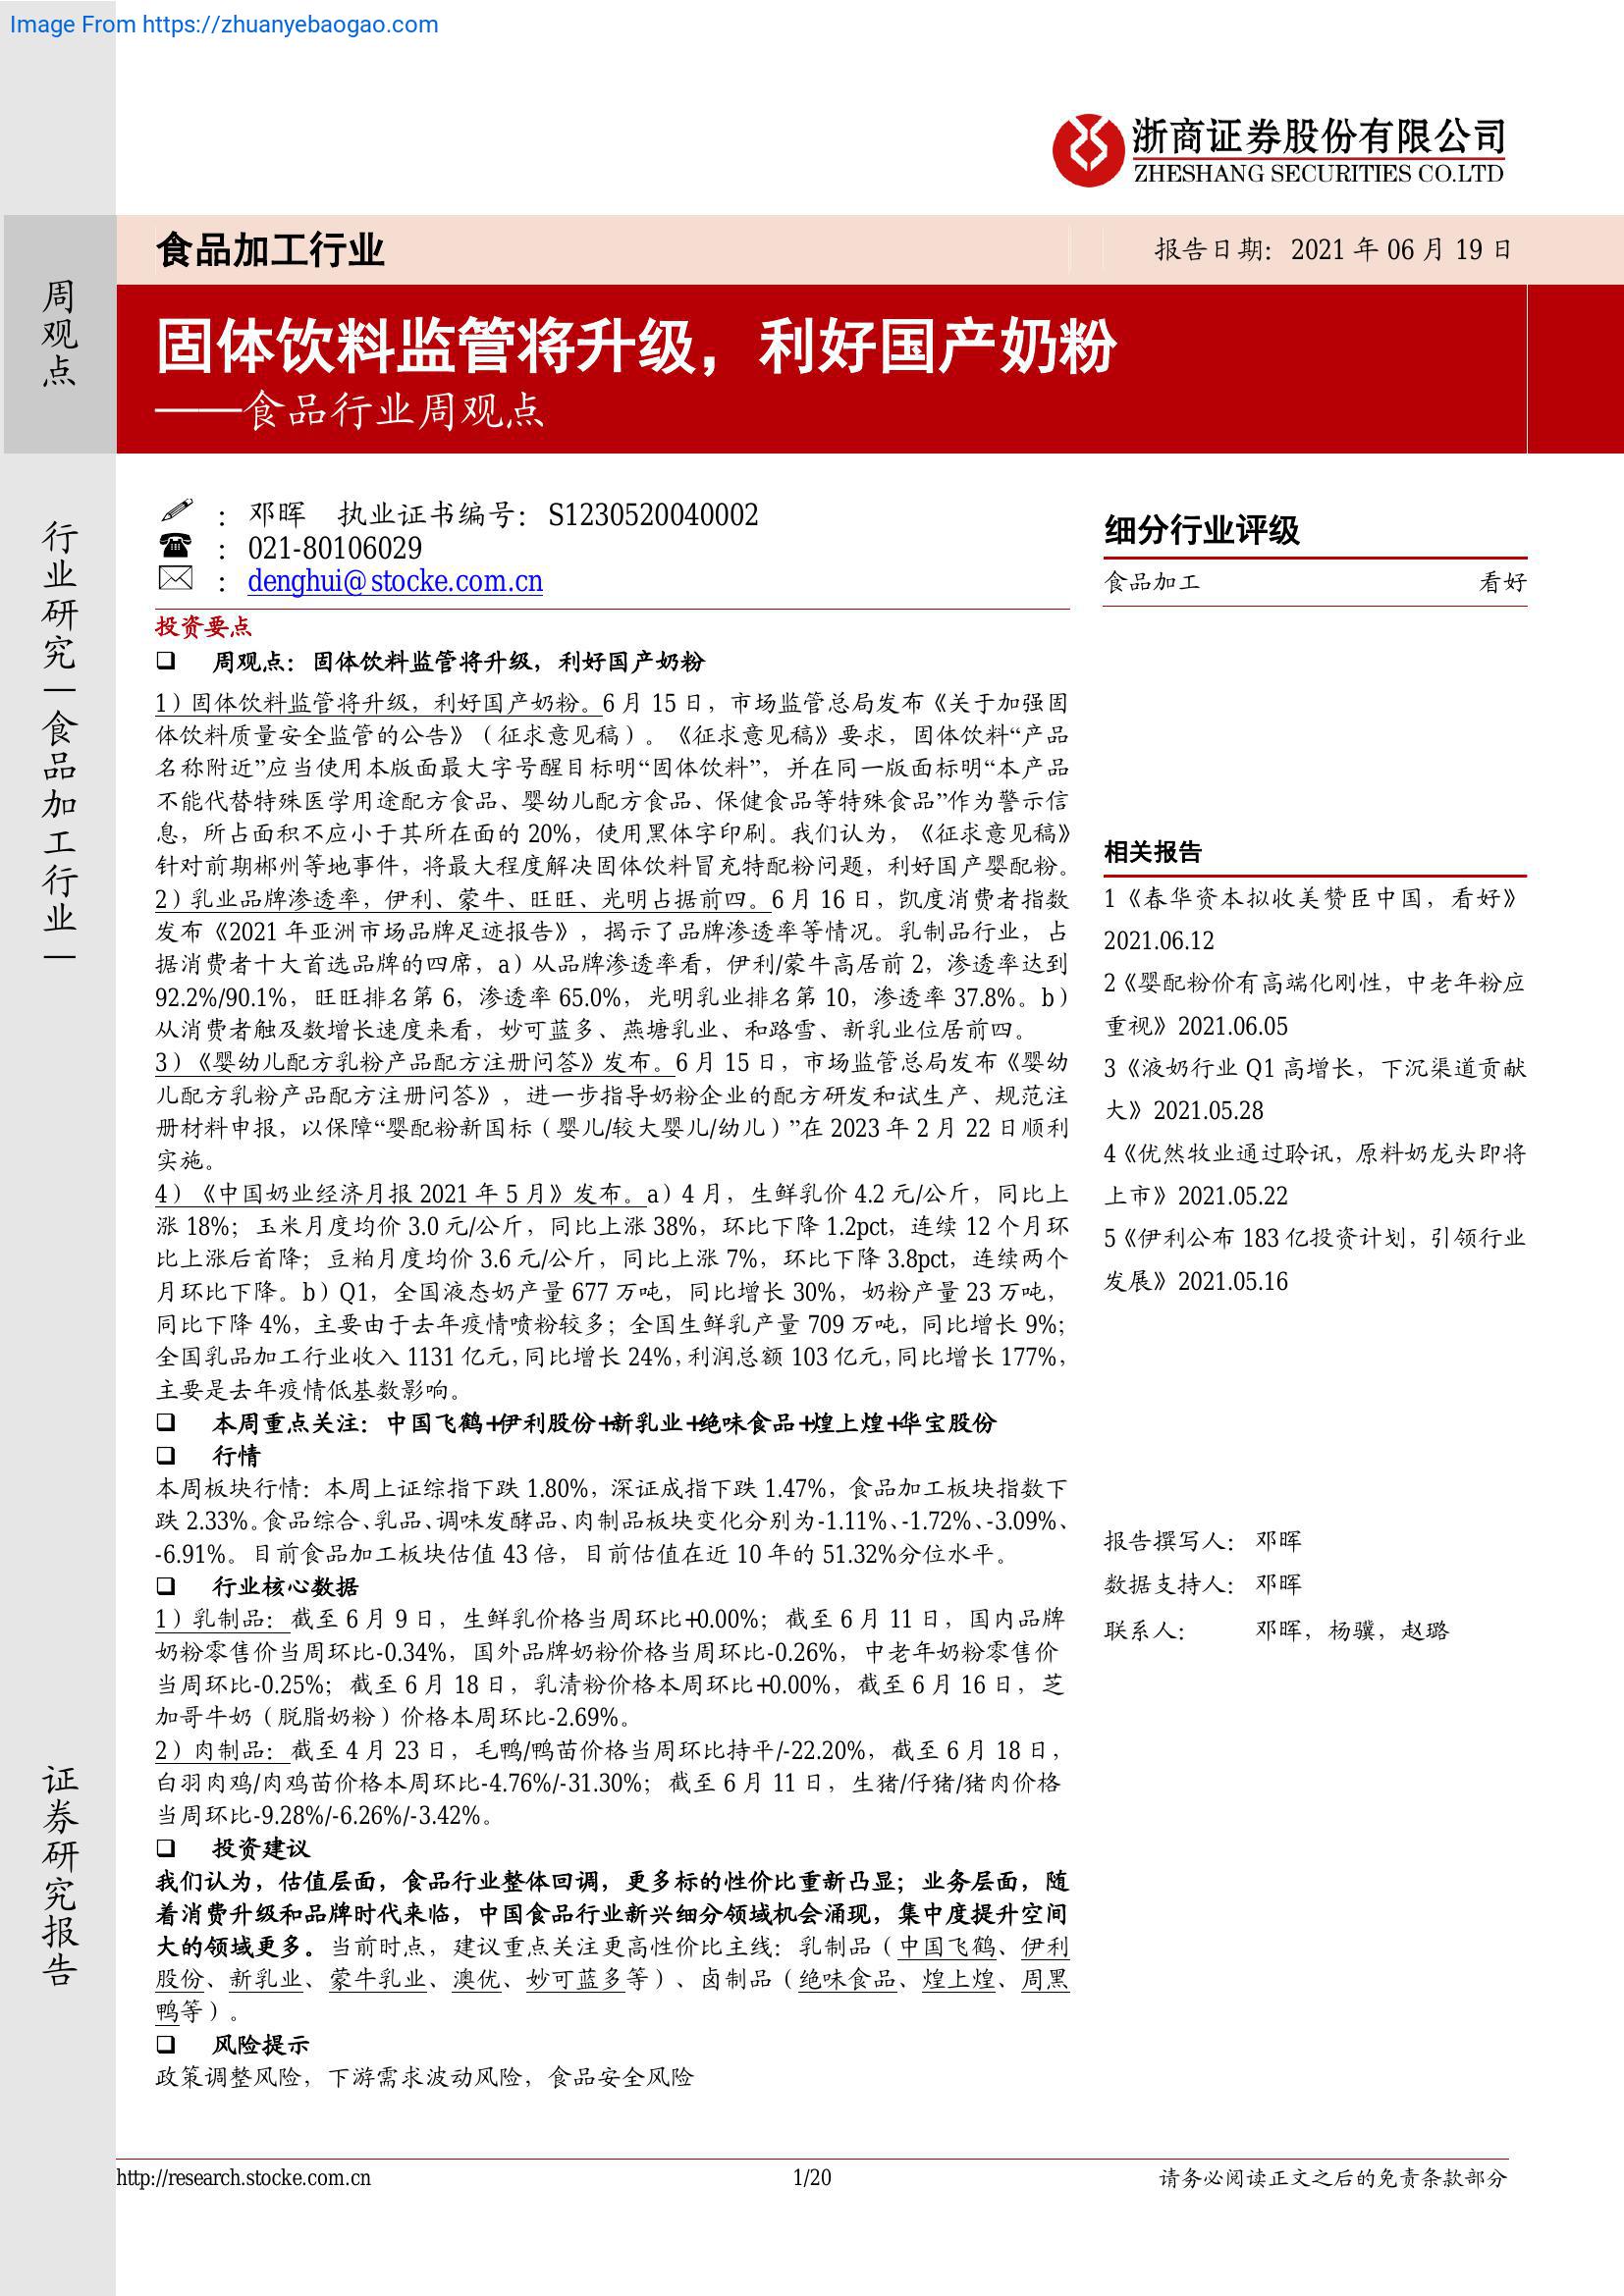 Image From https://zhuanyebaogao.com
浙商证券股份有限公司
ZHESHANG SECURITIES CO.LTD
周观点
食品加工行业
报告日期：2021 年 06 月 19 日
固体饮料监管将升级，利好国产奶粉
——食品行业周观点
行业研究|食品加工行业|
证券研究报告
： 邓晖 执业证书编号：S1230520040002
： 021-80106029
： denghui@stocke.com.cn
投资要点
❑ 周观点：固体饮料监管将升级，利好国产奶粉
1）固体饮料监管将升级，利好国产奶粉。6 月 15 日，市场监管总局发布《关于加强固
体饮料质量安全监管的公告》（征求意见稿）。《征求意见稿》要求，固体饮料“产品
名称附近”应当使用本版面最大字号醒目标明“固体饮料”，并在同一版面标明“本产品
不能代替特殊医学用途配方食品、婴幼儿配方食品、保健食品等特殊食品”作为警示信
息，所占面积不应小于其所在面的 20%，使用黑体字印刷。我们认为，《征求意见稿》
针对前期郴州等地事件，将最大程度解决固体饮料冒充特配粉问题，利好国产婴配粉。
2）乳业品牌渗透率，伊利、蒙牛、旺旺、光明占据前四。6 月 16 日，凯度消费者指数
发布《2021 年亚洲市场品牌足迹报告》，揭示了品牌渗透率等情况。乳制品行业，占
据消费者十大首选品牌的四席，a）从品牌渗透率看，伊利/蒙牛高居前 2，渗透率达到
92.2%/90.1%，旺旺排名第 6，渗透率 65.0%，光明乳业排名第 10，渗透率 37.8%。b）
从消费者触及数增长速度来看，妙可蓝多、燕塘乳业、和路雪、新乳业位居前四。
3）《婴幼儿配方乳粉产品配方注册问答》发布。6 月 15 日，市场监管总局发布《婴幼
儿配方乳粉产品配方注册问答》，进一步指导奶粉企业的配方研发和试生产、规范注
册材料申报，以保障“婴配粉新国标（婴儿/较大婴儿/幼儿）”在 2023 年 2 月 22 日顺利
实施。
4）《中国奶业经济月报 2021 年 5 月》发布。a）4 月，生鲜乳价 4.2 元/公斤，同比上
涨 18%；玉米月度均价 3.0 元/公斤，同比上涨 38%，环比下降 1.2pct，连续 12 个月环
比上涨后首降；豆粕月度均价 3.6 元/公斤，同比上涨 7%，环比下降 3.8pct，连续两个
月环比下降。b）Q1，全国液态奶产量 677 万吨，同比增长 30%，奶粉产量 23 万吨，
同比下降 4%，主要由于去年疫情喷粉较多；全国生鲜乳产量 709 万吨，同比增长 9%；
全国乳品加工行业收入 1131 亿元，同比增长 24%，利润总额 103 亿元，同比增长 177%，
主要是去年疫情低基数影响。
❑ 本周重点关注：中国飞鹤+伊利股份+新乳业+绝味食品+煌上煌+华宝股份
❑ 行情
本周板块行情：本周上证综指下跌 1.80%，深证成指下跌 1.47%，食品加工板块指数下
跌 2.33%。食品综合、乳品、调味发酵品、肉制品板块变化分别为-1.11%、-1.72%、-3.09%、
-6.91%。目前食品加工板块估值 43 倍，目前估值在近 10 年的 51.32%分位水平。
❑ 行业核心数据
1）乳制品：截至 6 月 9 日，生鲜乳价格当周环比+0.00%；截至 6 月 11 日，国内品牌
奶粉零售价当周环比-0.34%，国外品牌奶粉价格当周环比-0.26%，中老年奶粉零售价
当周环比-0.25%；截至 6 月 18 日，乳清粉价格本周环比+0.00%，截至 6 月 16 日，芝
加哥牛奶（脱脂奶粉）价格本周环比-2.69%。
2）肉制品：截至 4 月 23 日，毛鸭/鸭苗价格当周环比持平/-22.20%，截至 6 月 18 日，
白羽肉鸡/肉鸡苗价格本周环比-4.76%/-31.30%；截至 6 月 11 日，生猪/仔猪/猪肉价格
当周环比-9.28%/-6.26%/-3.42%。
❑ 投资建议
我们认为，估值层面，食品行业整体回调，更多标的性价比重新凸显；业务层面，随
着消费升级和品牌时代来临，中国食品行业新兴细分领域机会涌现，集中度提升空间
大的领域更多。当前时点，建议重点关注更高性价比主线：乳制品（中国飞鹤、伊利
股份、新乳业、蒙牛乳业、澳优、妙可蓝多等）、卤制品（绝味食品、煌上煌、周黑
鸭等）。
❑ 风险提示
政策调整风险，下游需求波动风险，食品安全风险
细分行业评级
食品加工 看好
相关报告
1《春华资本拟收美赞臣中国，看好》
2021.06.12
2《婴配粉价有高端化刚性，中老年粉应
重视》2021.06.05
3《液奶行业 Q1 高增长，下沉渠道贡献
大》2021.05.28
4《优然牧业通过聆讯，原料奶龙头即将
上市》2021.05.22
5《伊利公布 183 亿投资计划，引领行业
发展》2021.05.16
报告撰写人： 邓晖
数据支持人： 邓晖
联系人： 邓晖，杨骥，赵璐
http://research.stocke.com.cn
1/20
请务必阅读正文之后的免责条款部分